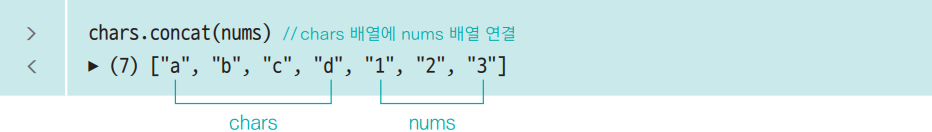 > chars.concat(nums) //chars 배열에 nums 배열 연결
< ▶ (7) ["a", "b", "c", "d", "1", "2", "3"]
chars nums